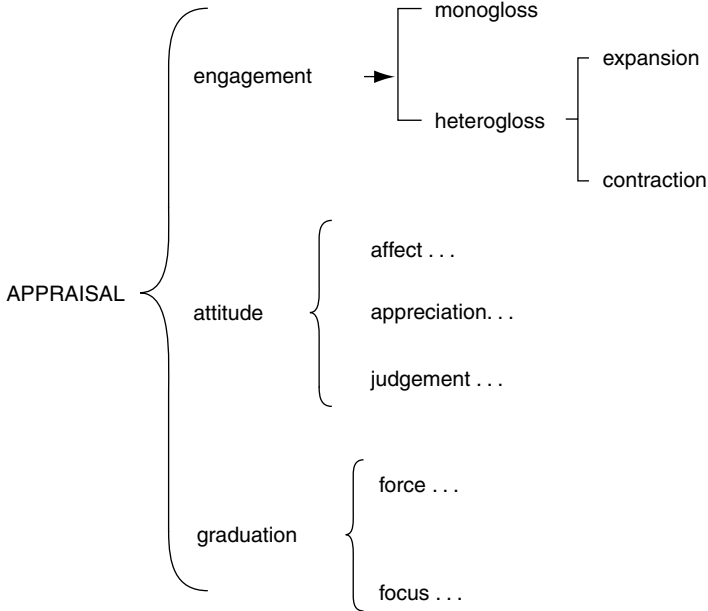 monogloss
expansion
engagement
heterogloss
contraction
affect . . .
APPRAISAL
attitude
appreciation. . .
judgement . . .
force . . .
graduation
focus . . .